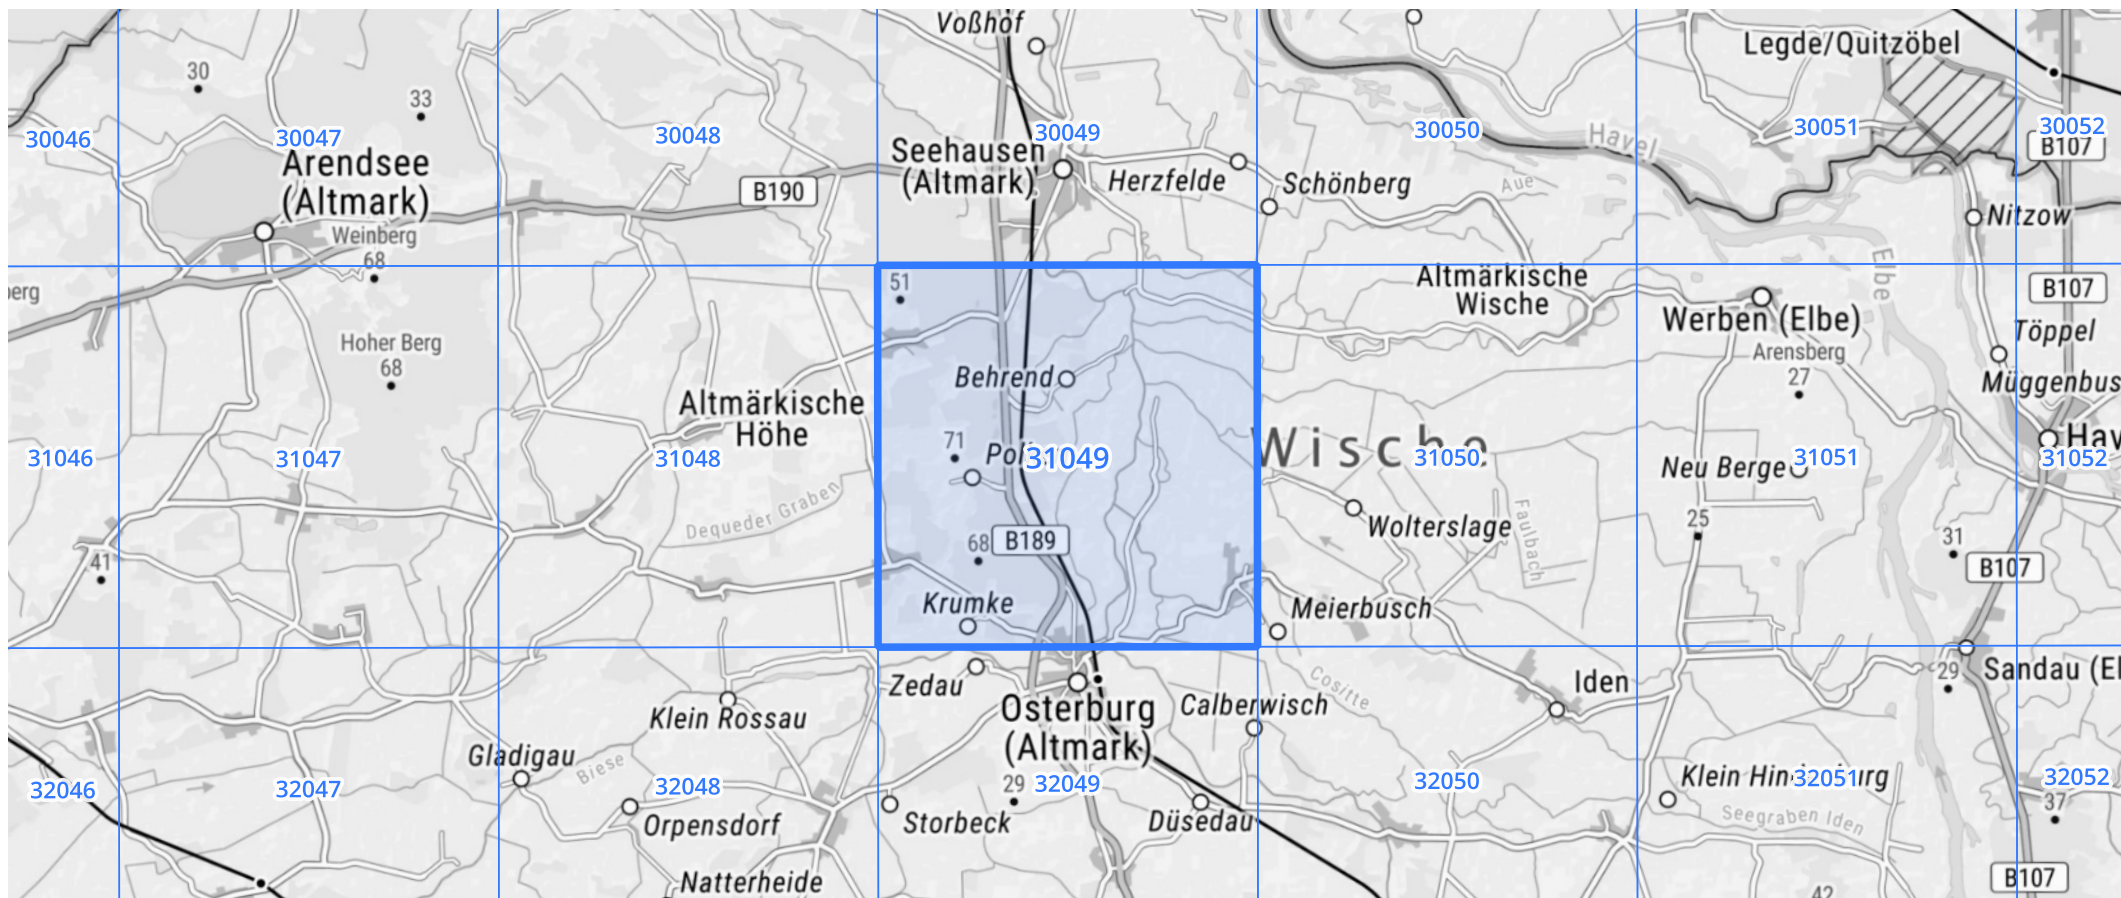 Voßhof
Legde/Quitzöbel
30
33
30046
30047
30048
30049
30050
30051
30052
B107
Havel
Arendsee
(Altmark)
Seehausen
(Altmark)
Herzfelde
Schönberg
Aue
B190
Nitzow
Weinberg
68
Elbe
51
Altmärkische
Wische
B107
berg
Werben (Elbe)
Töppel
Hoher Berg
68
Arensberg
27
Behrend
Müggenbus
Altmärkische
Höhe
71
Wische
Hav
31046
31047
31048
31049
31050
Neu Berge
31051
31052
Dequeder Graben
Wolterslage
Faulbach
25
68
B189
31
B107
41
Krumke
Meierbusch
Zedau
Cositte
Iden
29
Sandau (El
Klein Rossau
Osterburg
(Altmark)
Calberwisch
Gladigau
Biese
32046
32047
32048
29
32049
32050
32051
32052
37
Orpensdorf
Storbeck
Düsedau
Seegraben Iden
Natterheide
B107
42